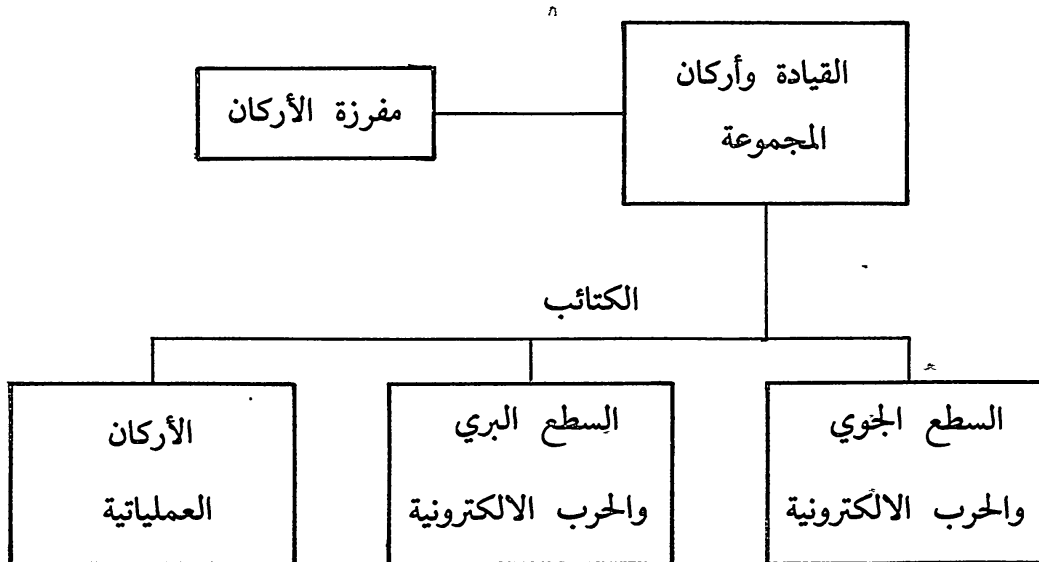 القيادة وأركان
المجموعة
مفرزة الأركان
الكتائب
السطع الجوي
والحرب الالكترونية
السطع البري
والحرب الالكترونية
الأركان
العملياتية